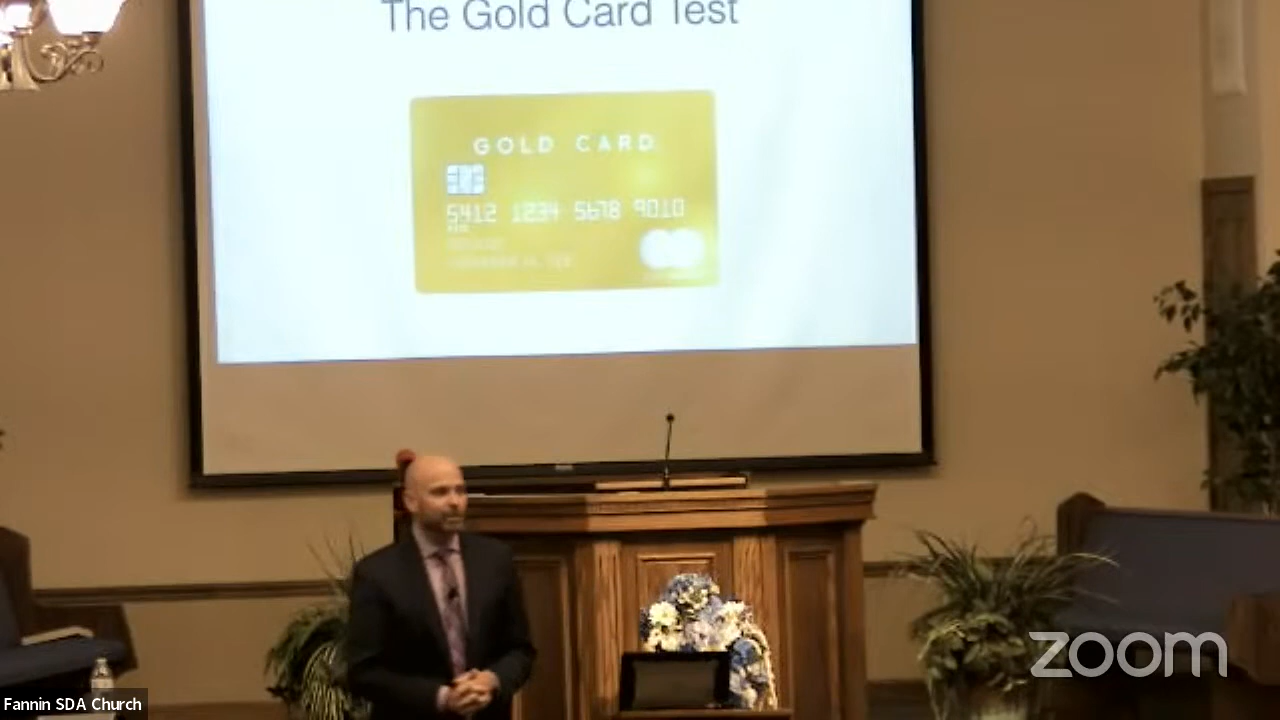 The Gold Card Test
GOLD CARD
5412 1234 5678 9010
zoom
Fannin SDA Church